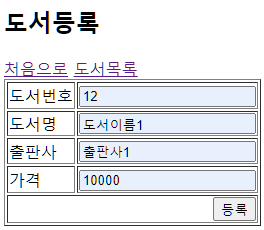 도서등록
처음으로 도서목록
도서번호 12
도서명 도서이름1
출판사 출판사1
가격 10000
등록